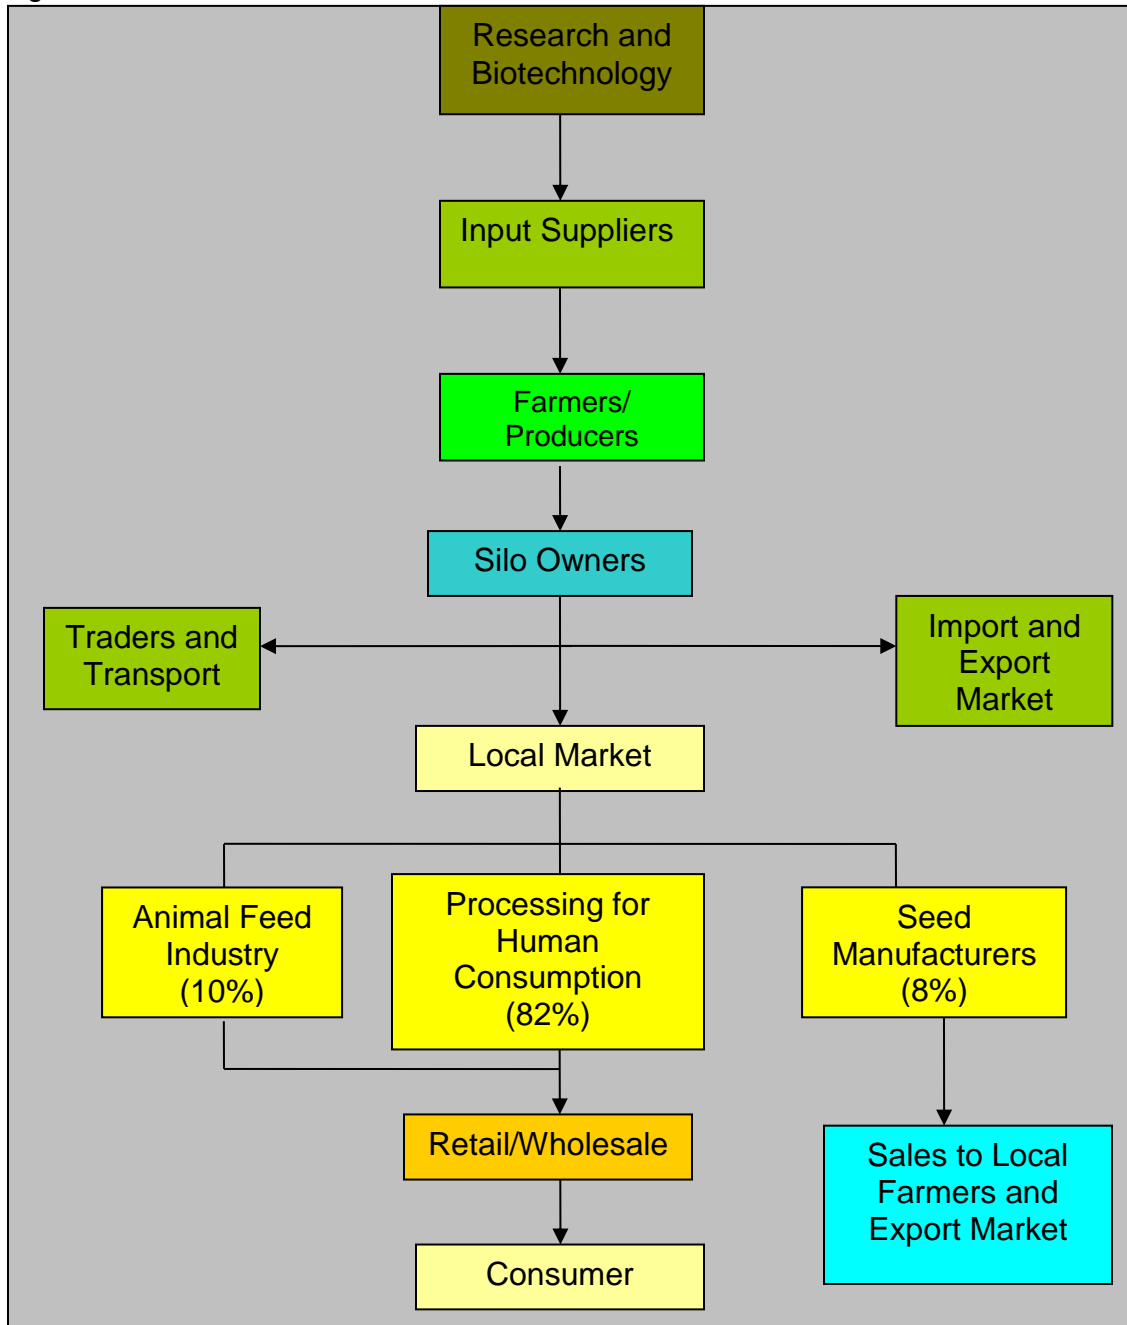 Research and
Biotechnology
Input Suppliers
Farmers/
Producers
Silo Owners
Traders and
Transport
Import and
Export
Market
Local Market
Animal Feed
Industry
(10%)
Processing for
Human
Consumption
(82%)
Seed
Manufacturers
(8%)
Retail/Wholesale
Sales to Local
Farmers and
Export Market
Consumer